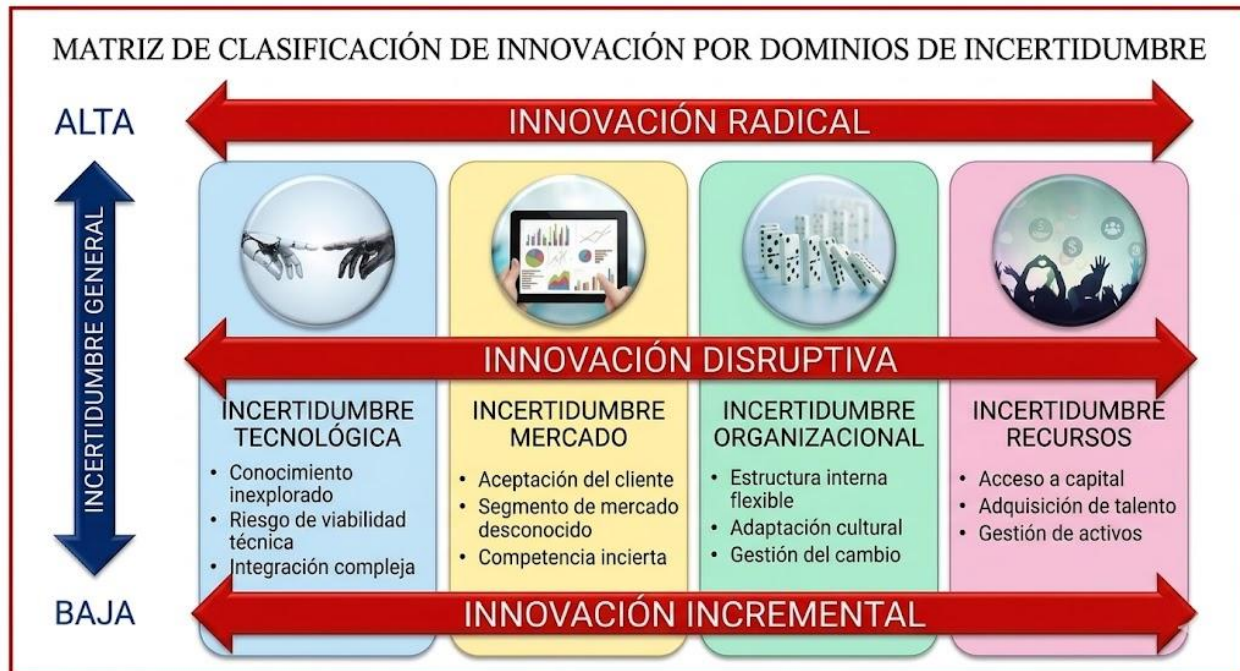 MATRIZ DE CLASIFICACIÓN DE INNOVACIÓN POR DOMINIOS DE INCERTIDUMBRE
ALTA
INNOVACIÓN RADICAL
INCERTIDUMBRE GENERAL
INNOVACIÓN DISRUPTIVA
INCERTIDUMBRE
TECNOLÓGICA
• Conocimiento
inexplorado
• Riesgo de viabilidad
técnica
• Integración compleja
INCERTIDUMBRE
MERCADO
• Aceptación del cliente
• Segmento de mercado
desconocido
• Competencia incierta
INCERTIDUMBRE
ORGANIZACIONAL
• Estructura interna
flexible
• Adaptación cultural
• Gestión del cambio
INCERTIDUMBRE
RECURSOS
• Acceso a capital
• Adquisición de talento
• Gestión de activos
BAJA
INNOVACIÓN INCREMENTAL